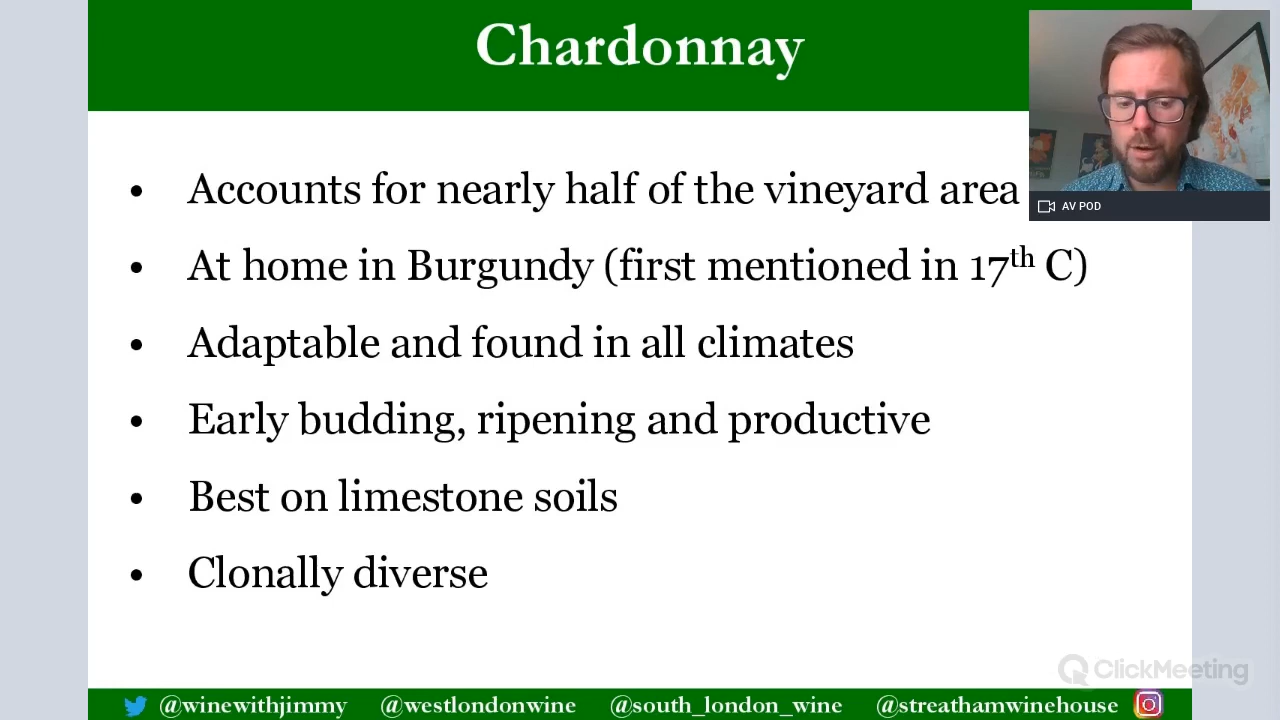 Chardonnay
• Accounts for nearly half of the vineyard area
• At home in Burgundy (first mentioned in 17th C)
• Adaptable and found in all climates
• Early budding, ripening and productive
• Best on limestone soils
• Clonally diverse
AV POD
ClickMeeting
@winewithjimmy @westlondonwine @south_london_wine @streathamwinehouse